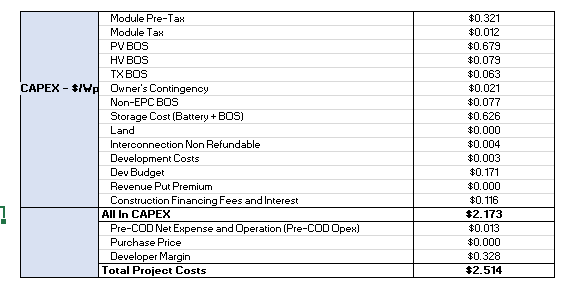 Module Pre-Tax $0.321
Module Tax $0.012
PV BOS $0.679
HV BOS $0.079
TX BOS $0.063
CAPEX - $/Wp Owner's Contingency $0.021
Non-EPC BOS $0.077
Storage Cost (Battery + BOS) $0.626
Land $0.000
Interconnection Non Refundable $0.004
Development Costs $0.003
Dev Budget $0.171
Revenue Put Premium $0.000
Construction Financing Fees and Interest $0.116
All In CAPEX $2.173
Pre-COD Net Expense and Operation (Pre-COD Opex) $0.013
Purchase Price $0.000
Developer Margin $0.328
Total Project Costs $2.514